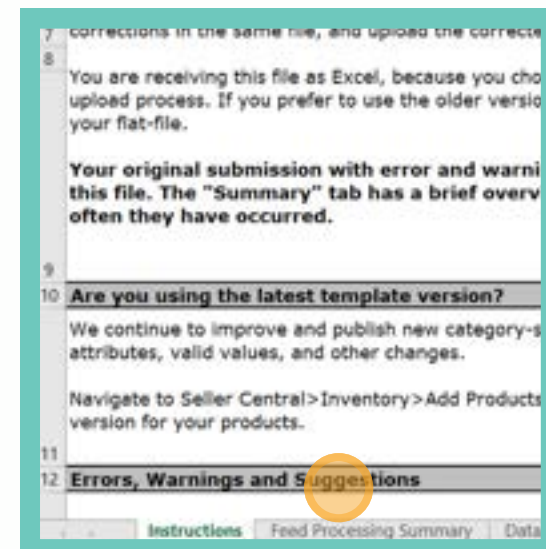 7 corrections in the same file, and upload the correcte
8
You are receiving this file as Excel, because you cho
upload process. If you prefer to use the older versio
your flat-file.
Your original submission with error and warni
this file. The "Summary" tab has a brief overv
often they have occurred.
9
10 Are you using the latest template version?
We continue to improve and publish new category-s
attributes, valid values, and other changes.
Navigate to Seller Central>Inventory>Add Products
version for your products.
11
12 Errors, Warnings and Suggestions
Instructions Feed Processing Summary Data